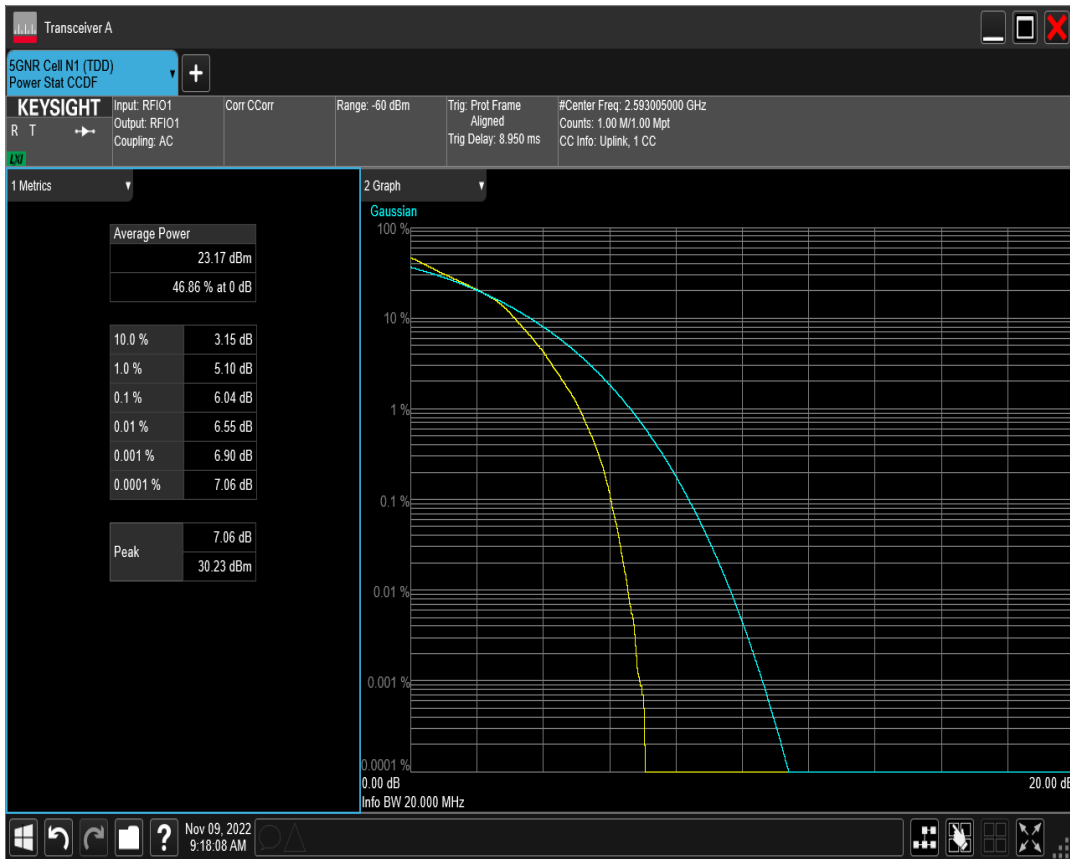 Transceiver A
5GNR Cell N1 (TDD)
Power Stat CCDF
+
KEYSIGHT
R T
LXI
Input: RFIO1
Output: RFIO1
Coupling: AC
Corr CCorr
Range: -60 dBm
Trig: Prot Frame
Aligned
Trig Delay: 8.950 ms
#Center Freq: 2.593005000 GHz
Counts: 1.00 M/1.00 Mpt
CC Info: Uplink, 1 CC
1 Metrics
Average Power
23.17 dBm
46.86 % at 0 dB
10.0 % 3.15 dB
1.0 % 5.10 dB
0.1 % 6.04 dB
0.01 % 6.55 dB
0.001 % 6.90 dB
0.0001 % 7.06 dB
Peak
7.06 dB
30.23 dBm
2 Graph
Gaussian
100 %
10 %
1 %
0.1 %
0.01 %
0.001 %
0.0001 %
0.00 dB
20.00 dB
Info BW 20.000 MHz
?
Nov 09, 2022
9:18:08 AM